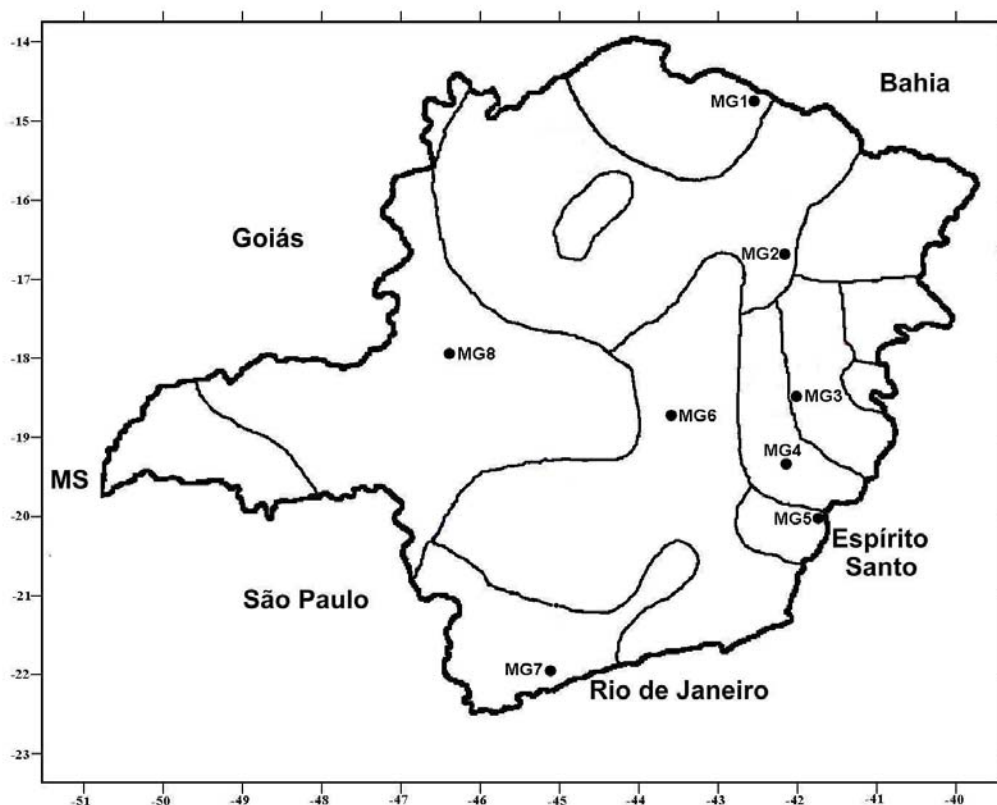 -14
Bahia
MG1
-15
-16
Goiás
MG2
-17
-18
MG8
MG3
MG6
-19
MG4
MS
-20
MG5
Espírito
Santo
-21
São Paulo
-22
MG7
Rio de Janeiro
-23
-51 -50 -49 -48 -47 -46 -45 -44 -43 -42 -41 -40